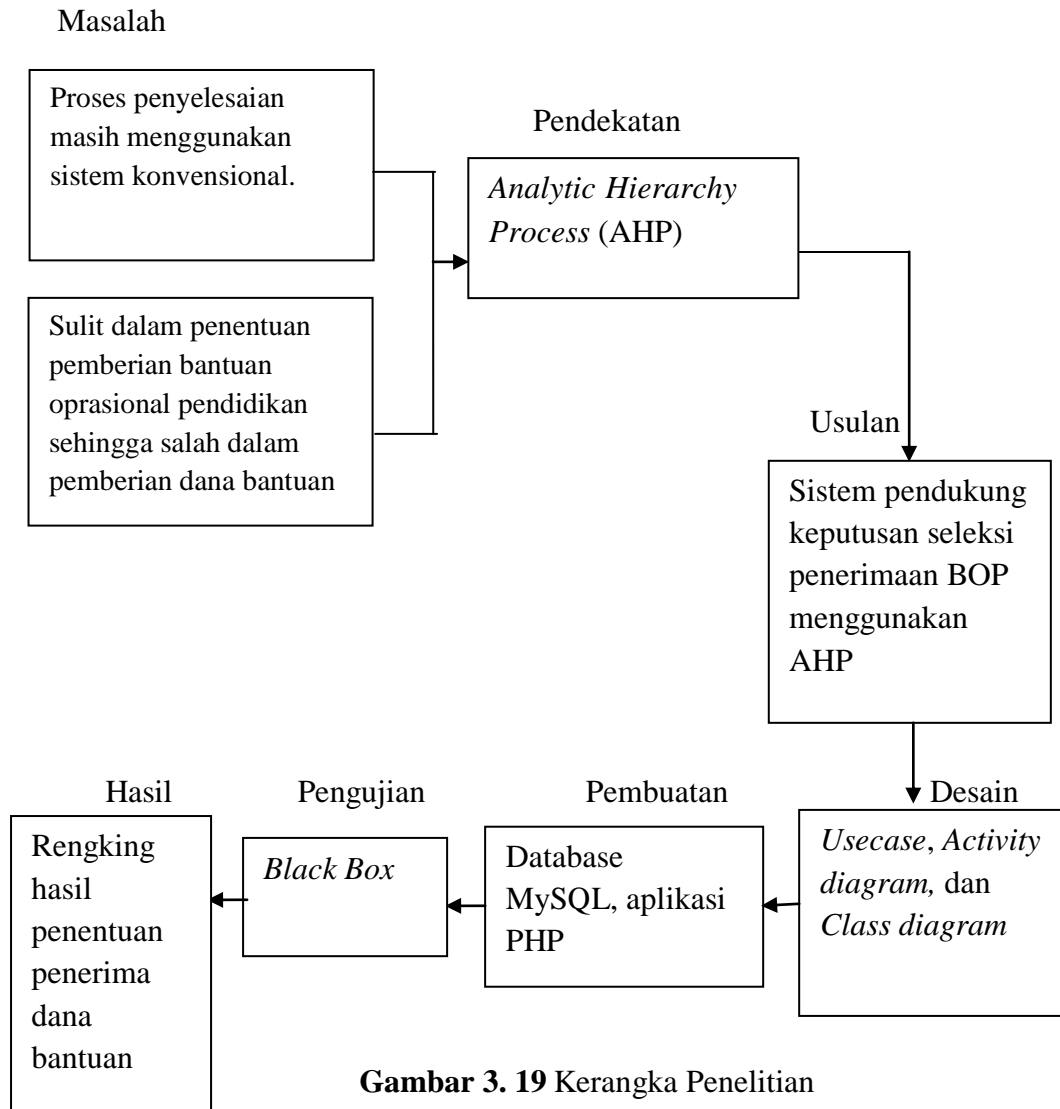 Masalah
Proses penyelesaian
masih menggunakan
sistem konvensional.
Sulit dalam penentuan
pemberian bantuan
oprasional pendidikan
sehingga salah dalam
pemberian dana bantuan
Pendekatan
Analytic Hierarchy
Process (AHP)
Usulan
Sistem pendukung
keputusan seleksi
penerimaan BOP
menggunakan
AHP
Desain
Usecase, Activity
diagram, dan
Class diagram
Pembuatan
Database
MySQL, aplikasi
PHP
Pengujian
Black Box
Hasil
Rengking
hasil
penentuan
penerima
dana
bantuan
Gambar 3. 19 Kerangka Penelitian